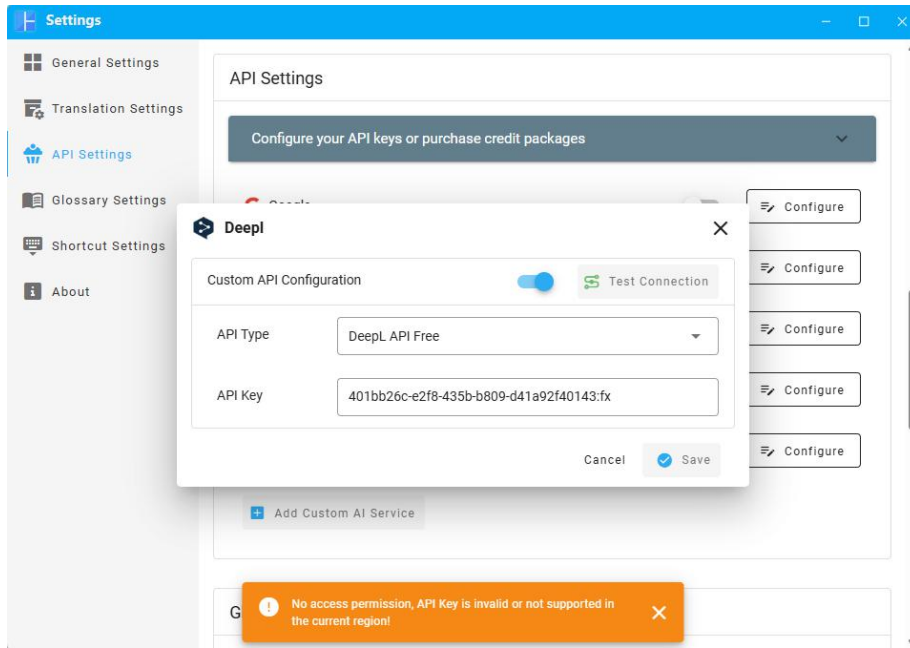 Settings
General Settings
Translation Settings
API Settings
Glossary Settings
Shortcut Settings
About
API Settings
Configure your API keys or purchase credit packages
Configure
Configure
Configure
Configure
Configure
Deepl
Custom API Configuration
Test Connection
API Type
DeepL API Free
API Key
401bb26c-e2f8-435b-b809-d41a92f40143:fx
Cancel
Save
Add Custom AI Service
No access permission, API Key is invalid or not supported in
the current region!